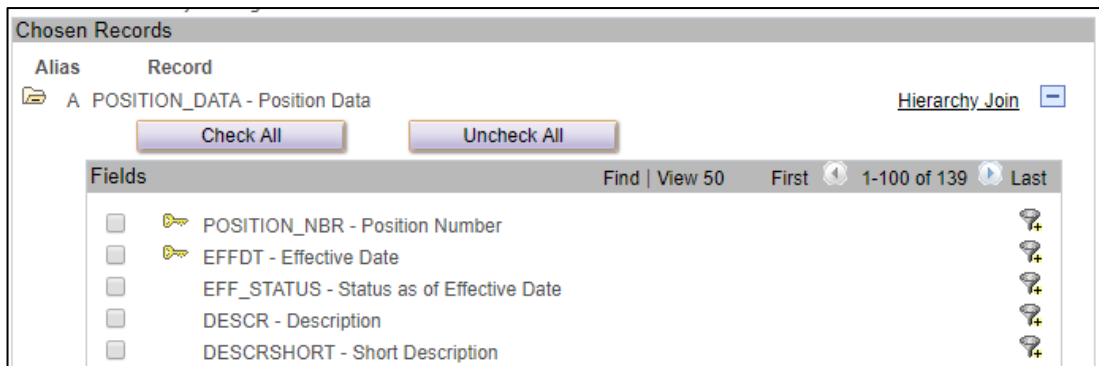 Chosen Records
Alias Record
A POSITION_DATA - Position Data Hierarchy Join
Check All Uncheck All
Fields Find | View 50 First 1-100 of 139 Last
POSITION_NBR - Position Number
EFFDT - Effective Date
EFF_STATUS - Status as of Effective Date
DESCR - Description
DESCRSHORT - Short Description